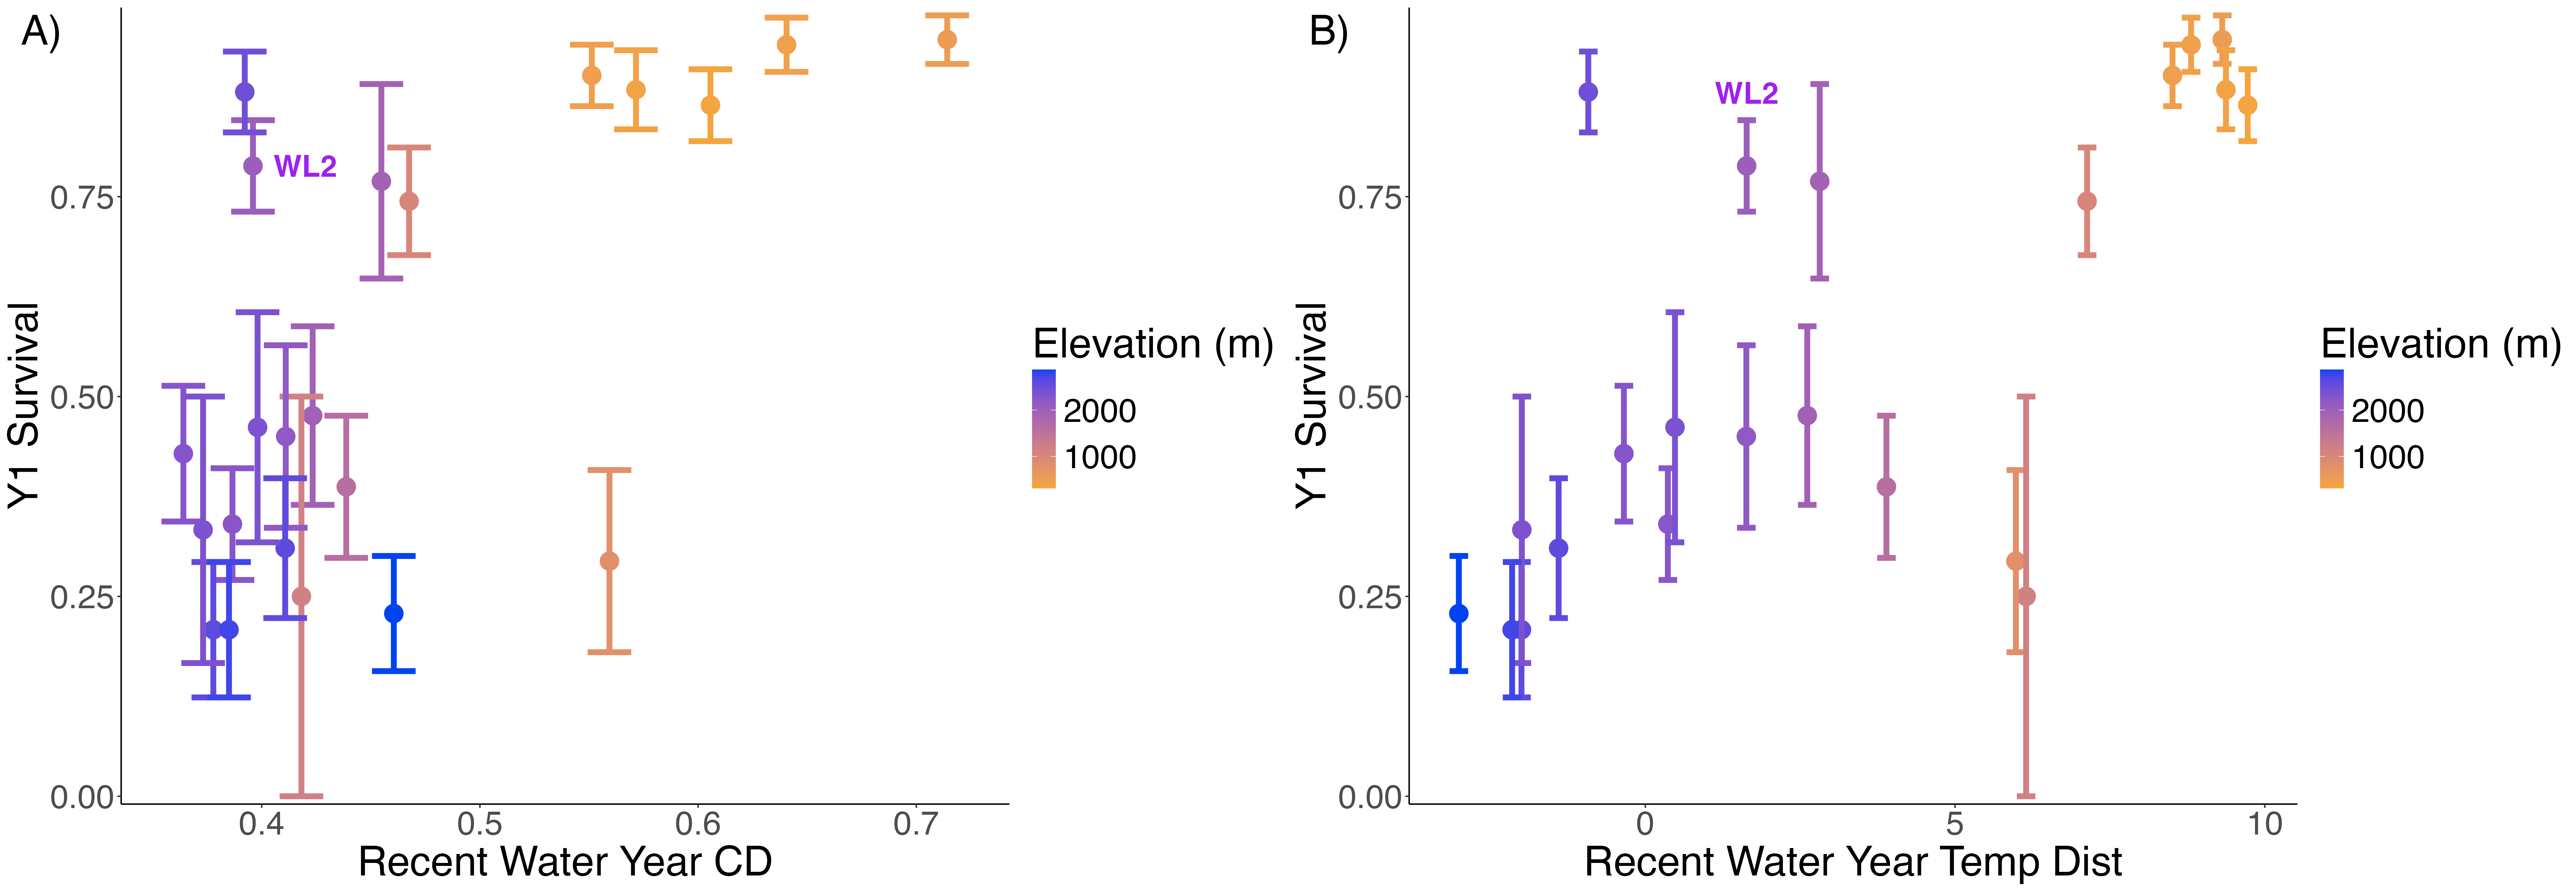 A)
Y1 Survival
0.75
0.50
0.25
0.00
WL2
0.4 0.5 0.6 0.7
Recent Water Year CD
Elevation (m)
2000
1000
B)
Y1 Survival
0.75
0.50
0.25
0.00
WL2
0 5 10
Recent Water Year Temp Dist
Elevation (m)
2000
1000